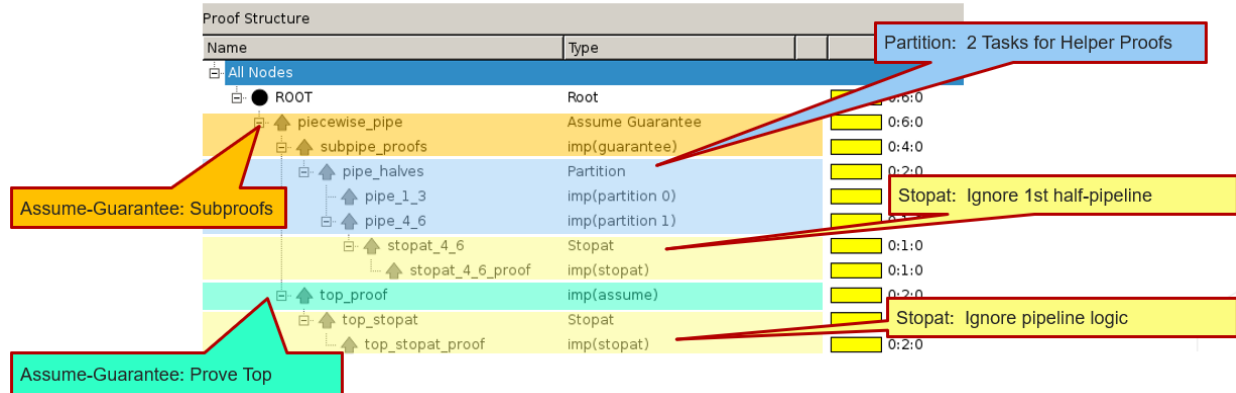 Proof Structure
Name Type
Partition: 2 Tasks for Helper Proofs
All Nodes
ROOT Root 0:6:0
piecewise_pipe Assume Guarantee 0:6:0
subpipe_proofs imp(guarantee) 0:4:0
pipe_halves Partition 0:2:0
pipe_1_3 imp(partition 0)
Stopat: Ignore 1st half-pipeline
Assume-Guarantee: Subproofs
pipe_4_6 imp(partition 1)
stopat_4_6 Stopat 0:1:0
stopat_4_6_proof imp(stopat) 0:1:0
top_proof imp(assume) 0:2:0
top_stopat Stopat
Stopat: Ignore pipeline logic
top_stopat_proof imp(stopat) 0:2:0
Assume-Guarantee: Prove Top